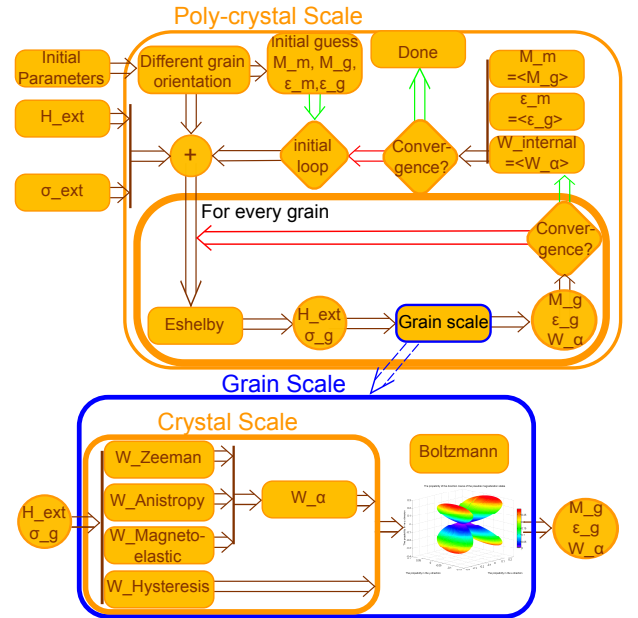 Poly-crystal Scale
Initial
Parameters
Different grain
orientation
Initial guess
M_m, M_g,
ε_m,ε_g
Done
M_m
=<M_g>
H_ext
ε_m
=<ε_g>
+
initial
loop
Conver-
gence?
W_internal
=<W_α>
σ_ext
For every grain
Conver-
gence?
Eshelby
H_ext
σ_g
Grain scale
M_g
ε_g
W_α
Grain Scale
Crystal Scale
W_Zeeman
Boltzmann
W_Anistropy
W_α
H_ext
σ_g
W_Magneto-
elastic
M_g
ε_g
W_α
W_Hysteresis